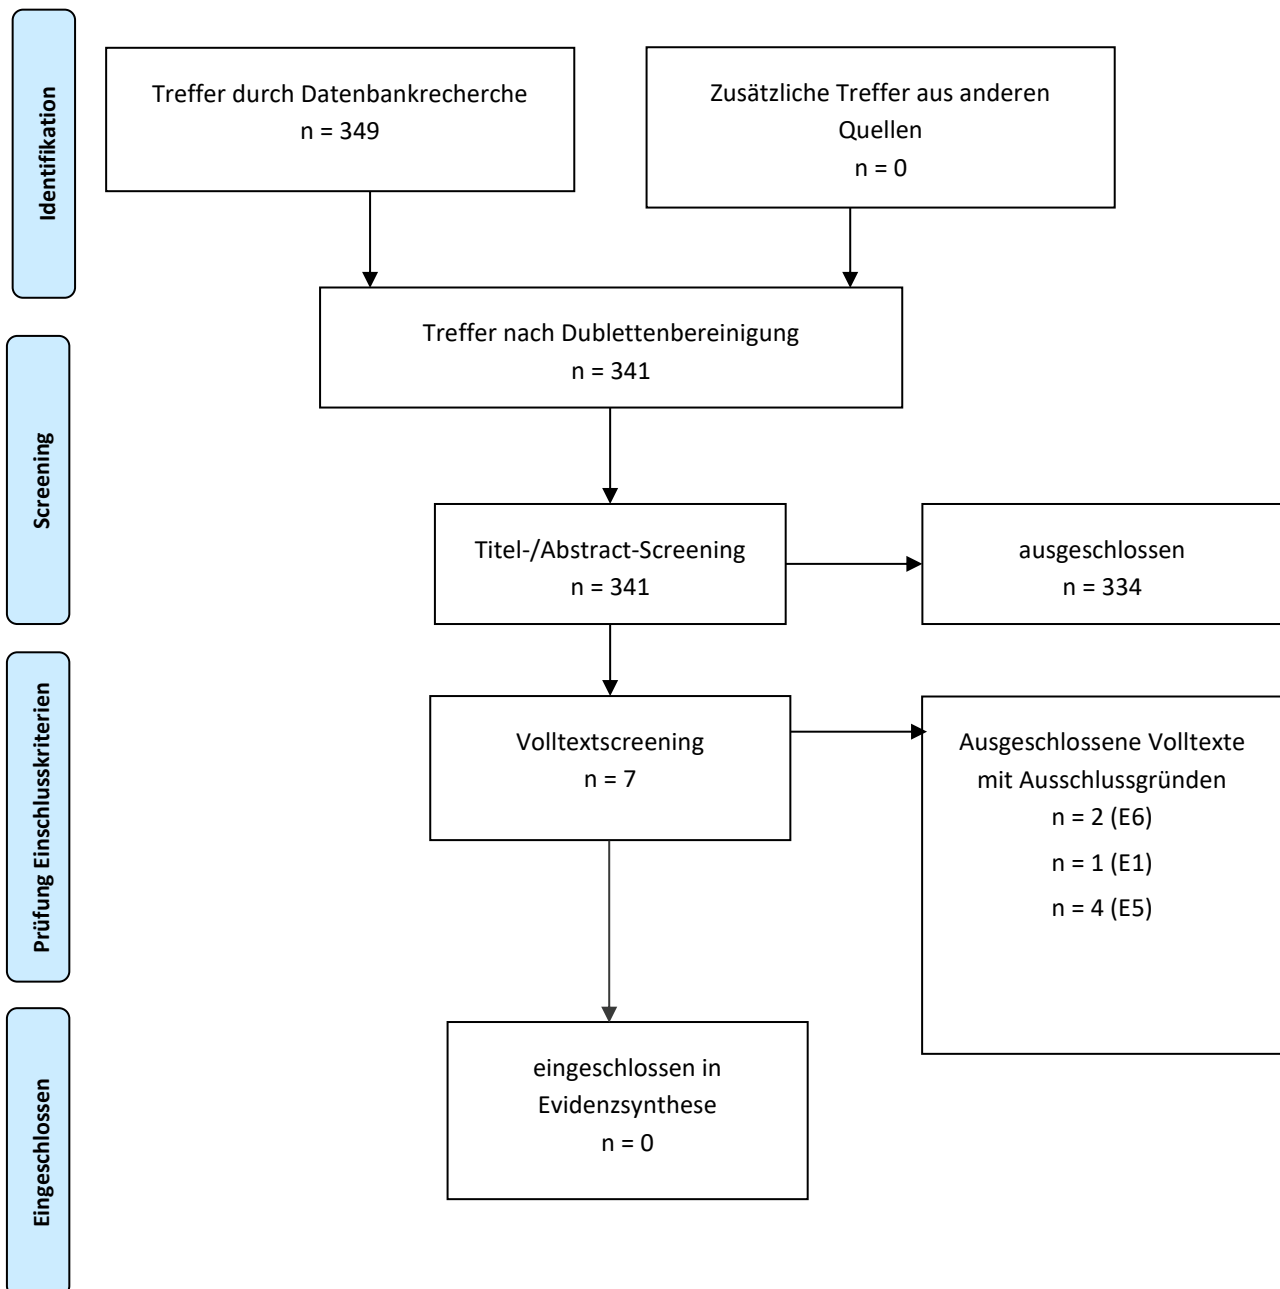 Identifikation
Treffer durch Datenbankrecherche
n = 349
Zusätzliche Treffer aus anderen
Quellen
n = 0
Treffer nach Dublettenbereinigung
n = 341
Screening
Titel-/Abstract-Screening
n = 341
ausgeschlossen
n = 334
Prüfung Einschlusskriterien
Volltextscreening
n = 7
Ausgeschlossene Volltexte
mit Ausschlussgründen
n = 2 (E6)
n = 1 (E1)
n = 4 (E5)
Eingeschlossen
eingeschlossen in
Evidenzsynthese
n = 0